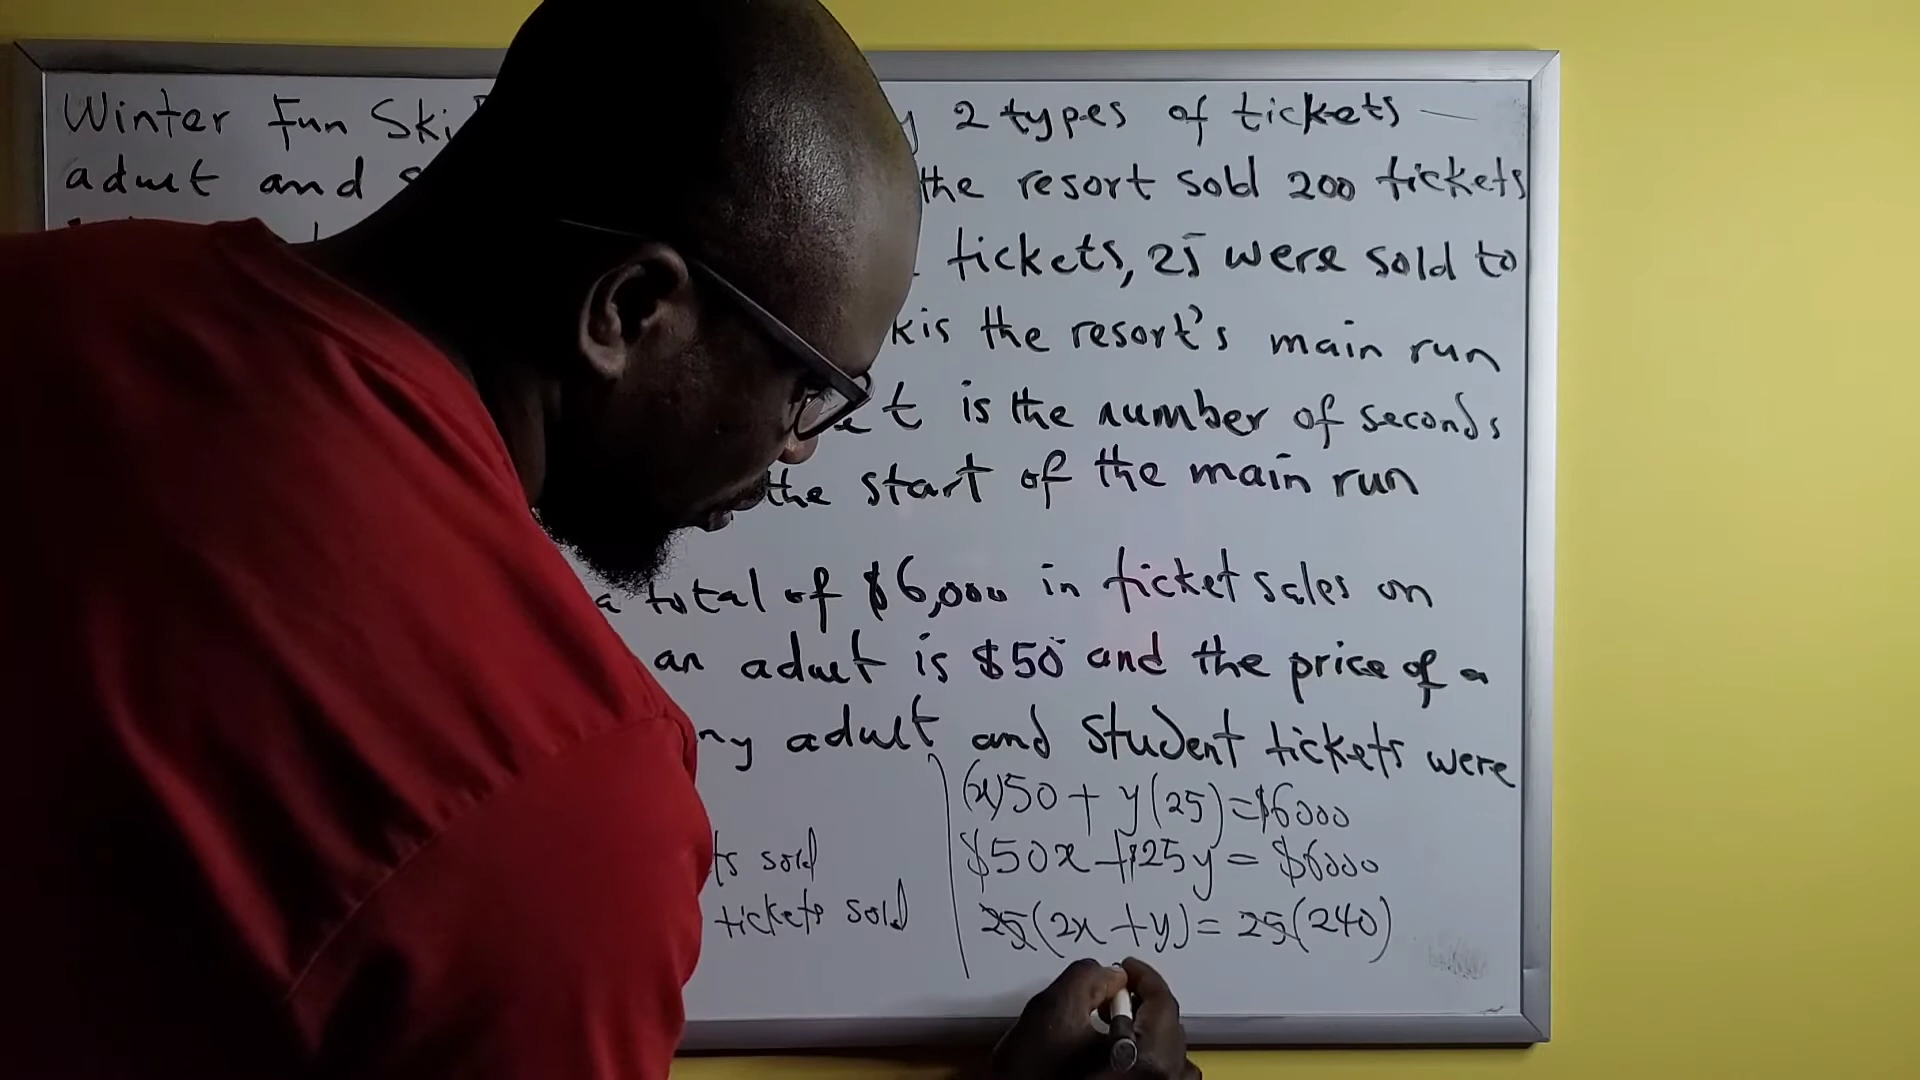 Winter Fun Ski 2 types of tickets —
adult and the resort sold 200 tickets
tickets, 25 were sold to
kis the resort's main run
t is the number of seconds
the start of the main run
a total of $6,000 in ticket sales on
an adult is $50 and the price of a
ny adult and student tickets were
(x)50 + y(25) = $6000
ts sold
$50x + $25y = $6000
tickets sold
25(2x + y) = 25(240)